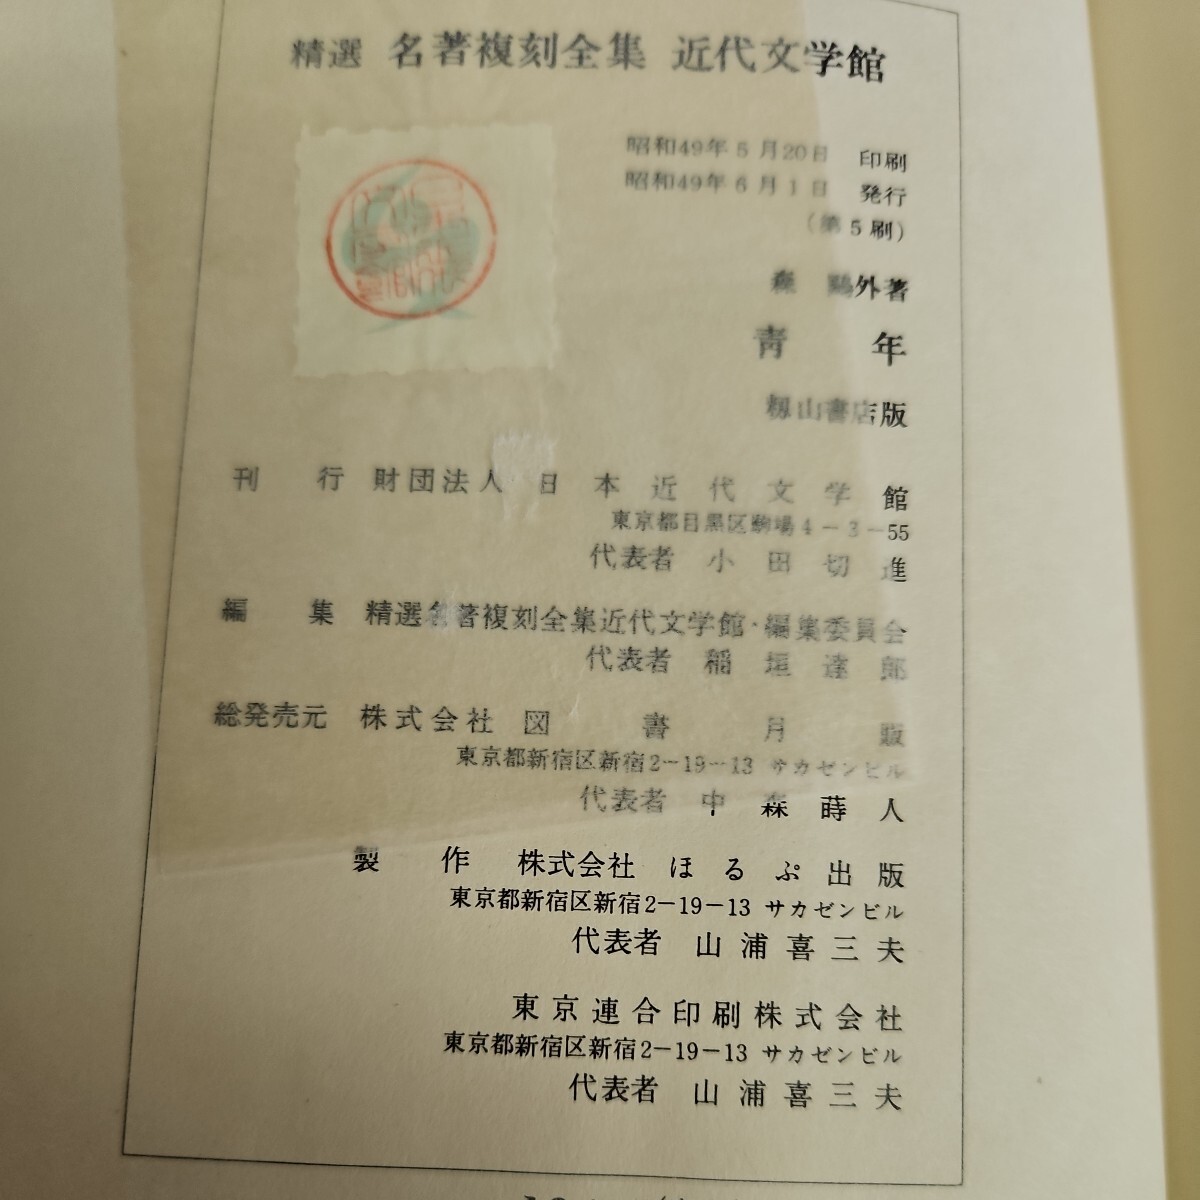 精選 名著複刻全集 近代文学館
昭和49年5月20日 印刷
昭和49年6月1日 発行
(第5刷)
森 鷗外著
青 年
籾山書店版
刊 行 財団法人 日本近代文学館
東京都目黒区駒場4-3-55
代表者 小田切進
編 集 精選名著複刻全集近代文学館・編集委員会
代表者 稲垣達郎
総発売元 株式会社 図書月販
東京都新宿区新宿2-19-13 サカゼンビル
代表者 中森蒔人
製 作 株式会社 ほるぷ出版
東京都新宿区新宿2-19-13 サカゼンビル
代表者 山浦喜三夫
東京連合印刷株式会社
東京都新宿区新宿2-19-13 サカゼンビル
代表者 山浦喜三夫